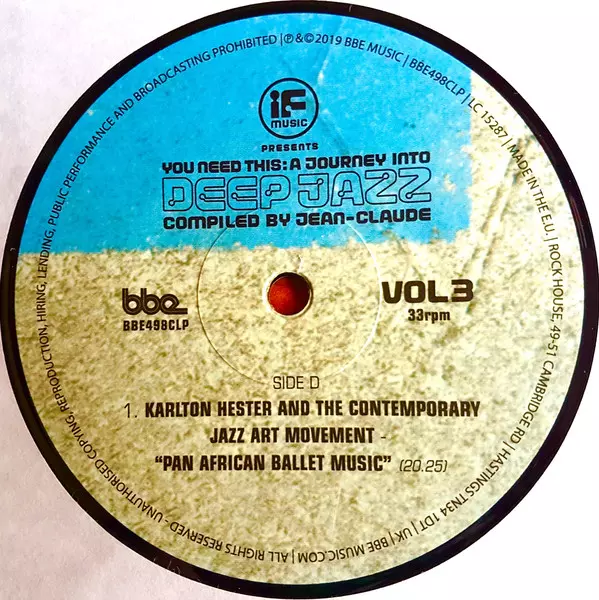 iF
MUSIC
PRESENTS
YOU NEED THIS: A JOURNEY INTO
DEEP JAZZ
COMPILED BY JEAN-CLAUDE
bbe
BBE498CLP
VOL3
33rpm
SIDE D
1. KARLTON HESTER AND THE CONTEMPORARY
JAZZ ART MOVEMENT -
"PAN AFRICAN BALLET MUSIC" (20.25)
ALL RIGHTS RESERVED - UNAUTHORISED COPYING, REPRODUCTION, HIRING, LENDING, PUBLIC PERFORMANCE AND BROADCASTING PROHIBITED | ℗&©2019 BBE MUSIC | BBE498CLP | LC 15287 | MADE IN THE E.U. | ROCK HOUSE, 49-51 CAMBRIDGE RD | HASTINGS TN34 1DT | UK | BBE MUSIC.COM |